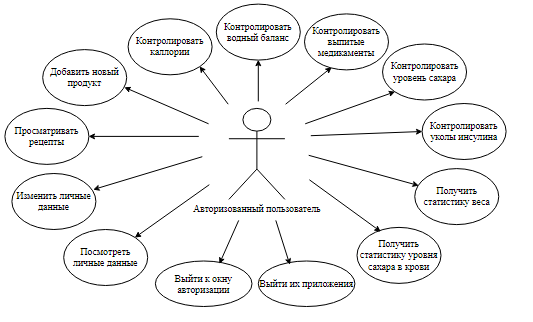 Контролировать
водный баланс
Контролировать
выпитые
медикаменты
Контролировать
каллории
Контролировать
уровень сахара
Добавить новый
продукт
Контролировать
уколы инсулина
Просматривать
рецепты
Изменить личные
данные
Получить
статистику веса
Авторизованный пользователь
Посмотреть
личные данные
Получить
статистику уровня
сахара в крови
Выйти к окну
авторизации
Выйти их приложения